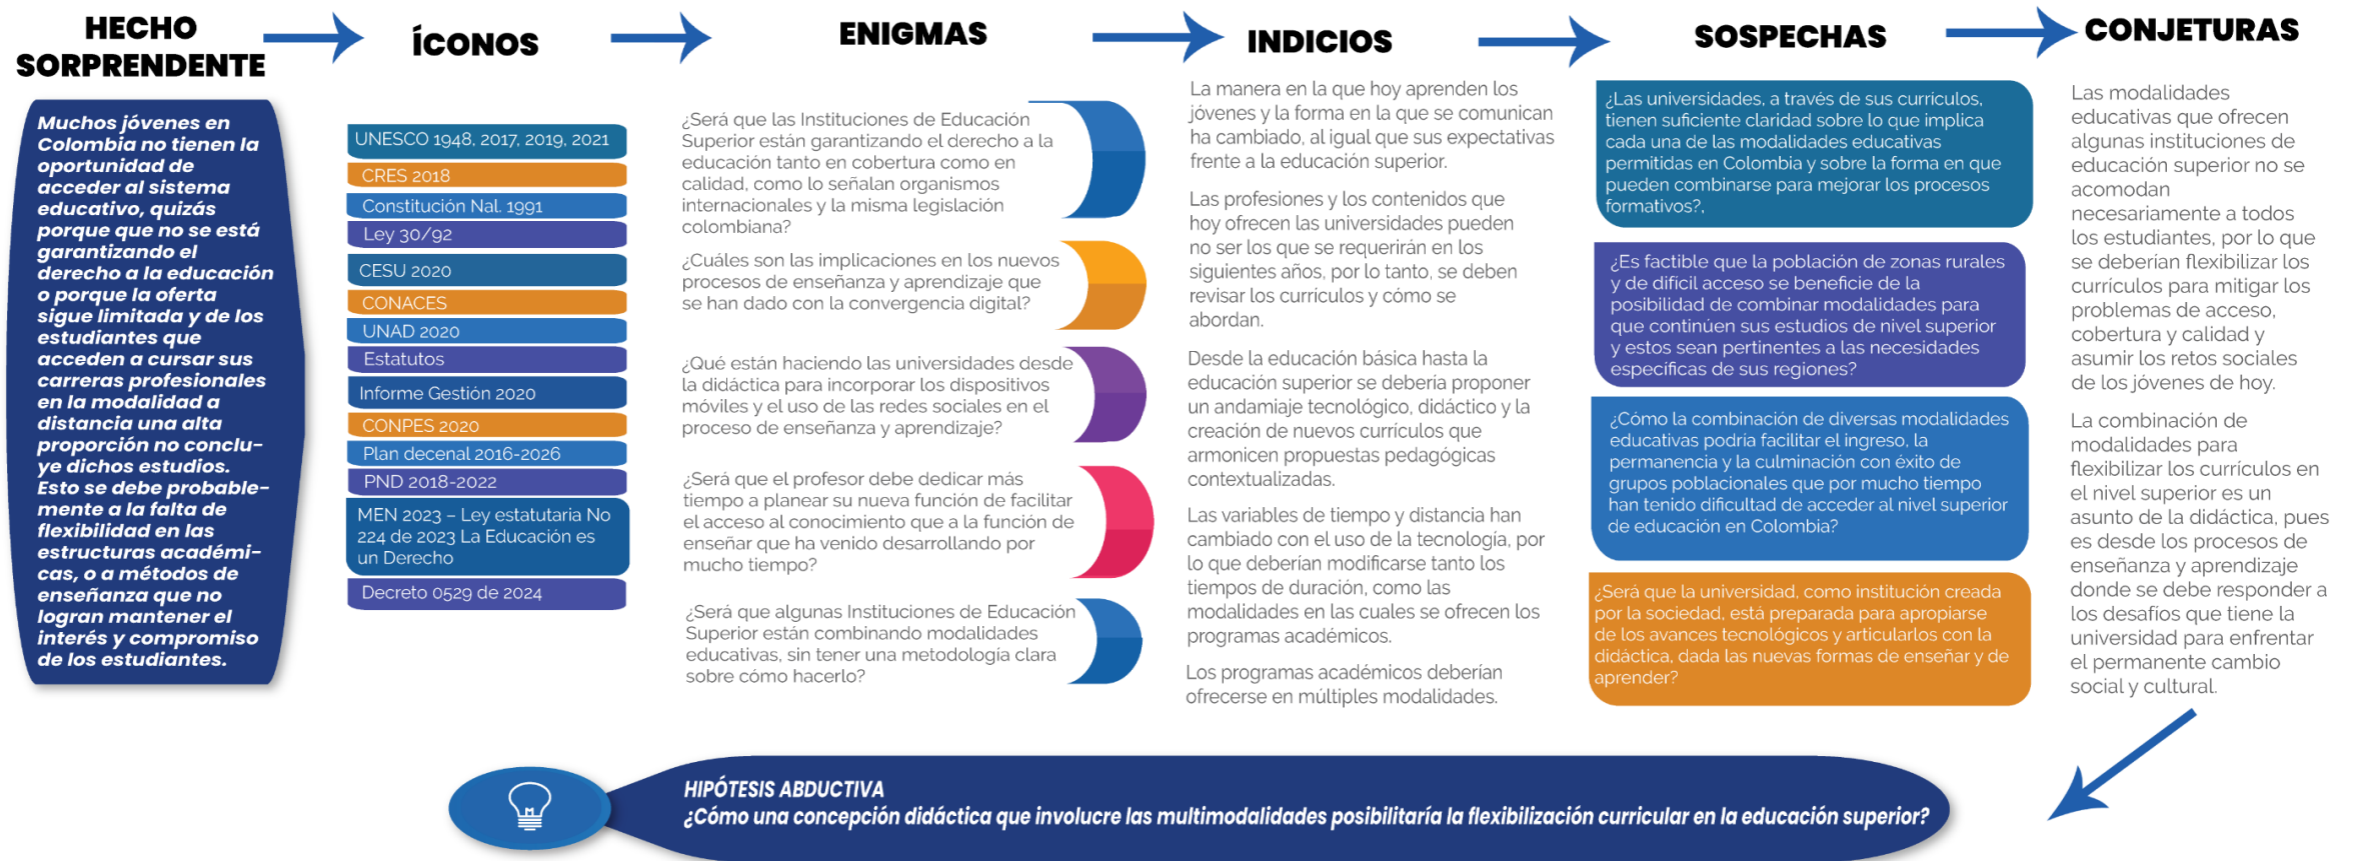 HECHO
SORPRENDENTE
Muchos jóvenes en
Colombia no tienen la
oportunidad de
acceder al sistema
educativo, quizás
porque que no se está
garantizando el
derecho a la educación
o porque la oferta
sigue limitada y de los
estudiantes que
acceden a cursar sus
carreras profesionales
en la modalidad a
distancia una alta
proporción no conclu-
ye dichos estudios.
Esto se debe probable-
mente a la falta de
flexibilidad en las
estructuras académi-
cas, o a métodos de
enseñanza que no
logran mantener el
interés y compromiso
de los estudiantes.
ÍCONOS
UNESCO 1948, 2017, 2019, 2021
CRES 2018
Constitución Nal. 1991
Ley 30/92
CESU 2020
CONACES
UNAD 2020
Estatutos
Informe Gestión 2020
CONPES 2020
Plan decenal 2016-2026
PND 2018-2022
MEN 2023 – Ley estatutaria No
224 de 2023 La Educación es
un Derecho
Decreto 0529 de 2024
ENIGMAS
¿Será que las Instituciones de Educación
Superior están garantizando el derecho a la
educación tanto en cobertura como en
calidad, como lo señalan organismos
internacionales y la misma legislación
colombiana?
¿Cuáles son las implicaciones en los nuevos
procesos de enseñanza y aprendizaje que
se han dado con la convergencia digital?
¿Qué están haciendo las universidades desde
la didáctica para incorporar los dispositivos
móviles y el uso de las redes sociales en el
proceso de enseñanza y aprendizaje?
¿Será que el profesor debe dedicar más
tiempo a planear su nueva función de facilitar
el acceso al conocimiento que a la función de
enseñar que ha venido desarrollando por
mucho tiempo?
¿Será que algunas Instituciones de Educación
Superior están combinando modalidades
educativas, sin tener una metodología clara
sobre cómo hacerlo?
INDICIOS
La manera en la que hoy aprenden los
jóvenes y la forma en la que se comunican
ha cambiado, al igual que sus expectativas
frente a la educación superior.
Las profesiones y los contenidos que
hoy ofrecen las universidades pueden
no ser los que se requerirán en los
siguientes años, por lo tanto, se deben
revisar los currículos y cómo se
abordan.
Desde la educación básica hasta la
educación superior se debería proponer
un andamiaje tecnológico, didáctico y la
creación de nuevos currículos que
armonicen propuestas pedagógicas
contextualizadas.
Las variables de tiempo y distancia han
cambiado con el uso de la tecnología, por
lo que deberían modificarse tanto los
tiempos de duración, como las
modalidades en las cuales se ofrecen los
programas académicos.
Los programas académicos deberían
ofrecerse en múltiples modalidades.
SOSPECHAS
¿Las universidades, a través de sus currículos,
tienen suficiente claridad sobre lo que implica
cada una de las modalidades educativas
permitidas en Colombia y sobre la forma en que
pueden combinarse para mejorar los procesos
formativos?,
¿Es factible que la población de zonas rurales
y de difícil acceso se beneficie de la
posibilidad de combinar modalidades para
que continúen sus estudios de nivel superior
y estos sean pertinentes a las necesidades
específicas de sus regiones?
¿Cómo la combinación de diversas modalidades
educativas podría facilitar el ingreso, la
permanencia y la culminación con éxito de
grupos poblacionales que por mucho tiempo
han tenido dificultad de acceder al nivel superior
de educación en Colombia?
¿Será que la universidad, como institución creada
por la sociedad, está preparada para apropiarse
de los avances tecnológicos y articularlos con la
didáctica, dada las nuevas formas de enseñar y de
aprender?
CONJETURAS
Las modalidades
educativas que ofrecen
algunas instituciones de
educación superior no se
acomodan
necesariamente a todos
los estudiantes, por lo que
se deberían flexibilizar los
currículos para mitigar los
problemas de acceso,
cobertura y calidad y
asumir los retos sociales
de los jóvenes de hoy.
La combinación de
modalidades para
flexibilizar los currículos en
el nivel superior es un
asunto de la didáctica, pues
es desde los procesos de
enseñanza y aprendizaje
donde se debe responder a
los desafíos que tiene la
universidad para enfrentar
el permanente cambio
social y cultural.
HIPÓTESIS ABDUCTIVA
¿Cómo una concepción didáctica que involucre las multimodalidades posibilitaría la flexibilización curricular en la educación superior?